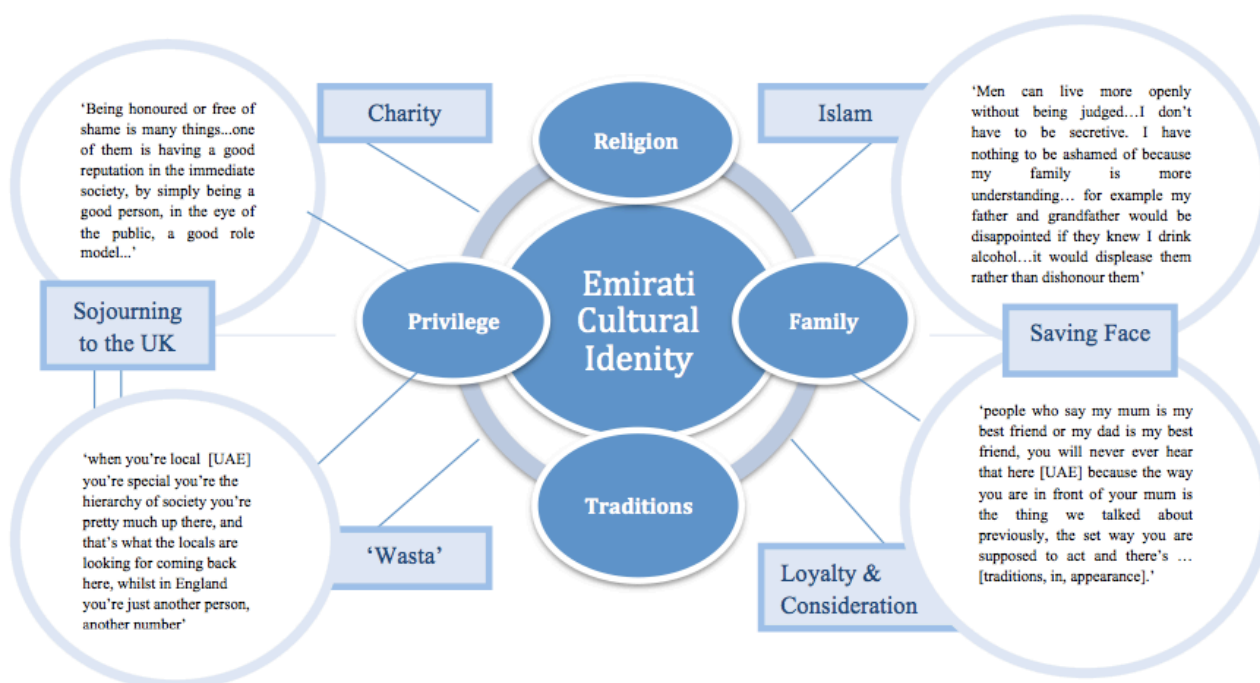 'Being honoured or free of
shame is many things...one
of them is having a good
reputation in the immediate
society, by simply being a
good person, in the eye of
the public, a good role
model...'
Charity
Religion
Islam
'Men can live more openly
without being judged…I don't
have to be secretive. I have
nothing to be ashamed of because
my family is more
understanding… for example my
father and grandfather would be
disappointed if they knew I drink
alcohol…it would displease them
rather than dishonour them'
Sojourning
to the UK
Privilege
Emirati
Cultural
Idenity
Family
Saving Face
'when you're local [UAE]
you're special you're the
hierarchy of society you're
pretty much up there, and
that's what the locals are
looking for coming back
here, whilst in England
you're just another person,
another number'
'Wasta'
Traditions
Loyalty &
Consideration
'people who say my mum is my
best friend or my dad is my best
friend, you will never ever hear
that here [UAE] because the way
you are in front of your mum is
the thing we talked about
previously, the set way you are
supposed to act and there's …
[traditions, in, appearance].'